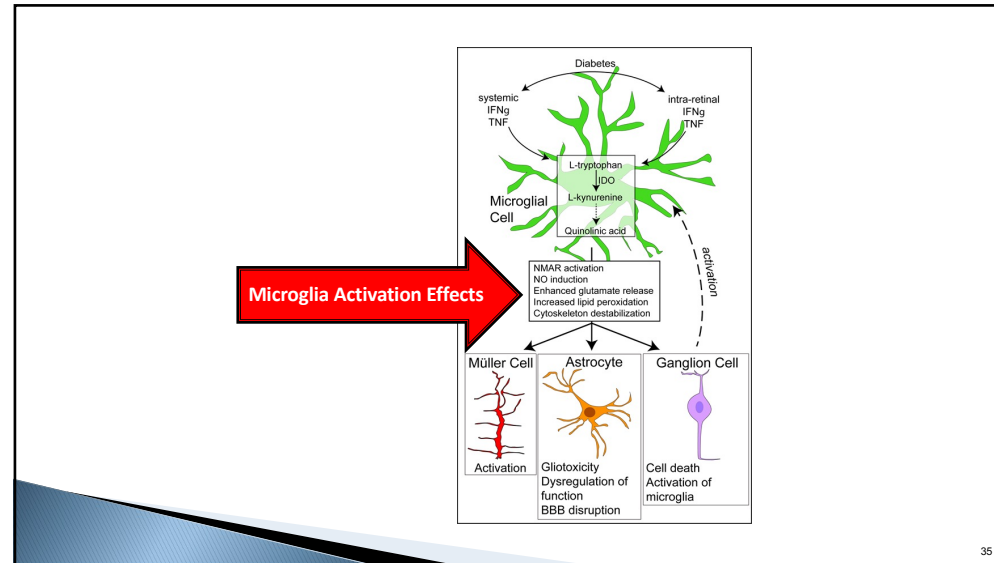 Diabetes
systemic
IFNg
TNF
intra-retinal
IFNg
TNF
L-tryptophan
IDO
L-kynurenine
Quinolinic acid
Microglial
Cell
activation
Microglia Activation Effects
NMAR activation
NO induction
Enhanced glutamate release
Increased lipid peroxidation
Cytoskeleton destabilization
Müller Cell
Activation
Astrocyte
Gliotoxicity
Dysregulation of
function
BBB disruption
Ganglion Cell
Cell death
Activation of
microglia
35